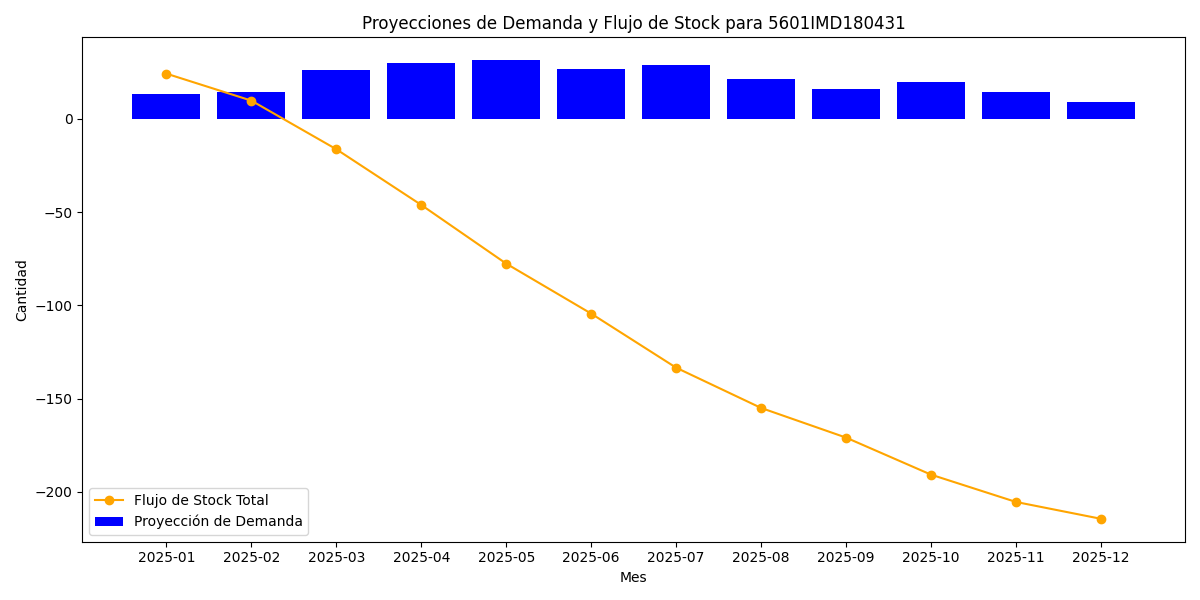 Proyecciones de Demanda y Flujo de Stock para 5601IMD180431
Cantidad
0
−50
−100
−150
−200
Flujo de Stock Total
Proyección de Demanda
2025-01 2025-02 2025-03 2025-04 2025-05 2025-06 2025-07 2025-08 2025-09 2025-10 2025-11 2025-12
Mes